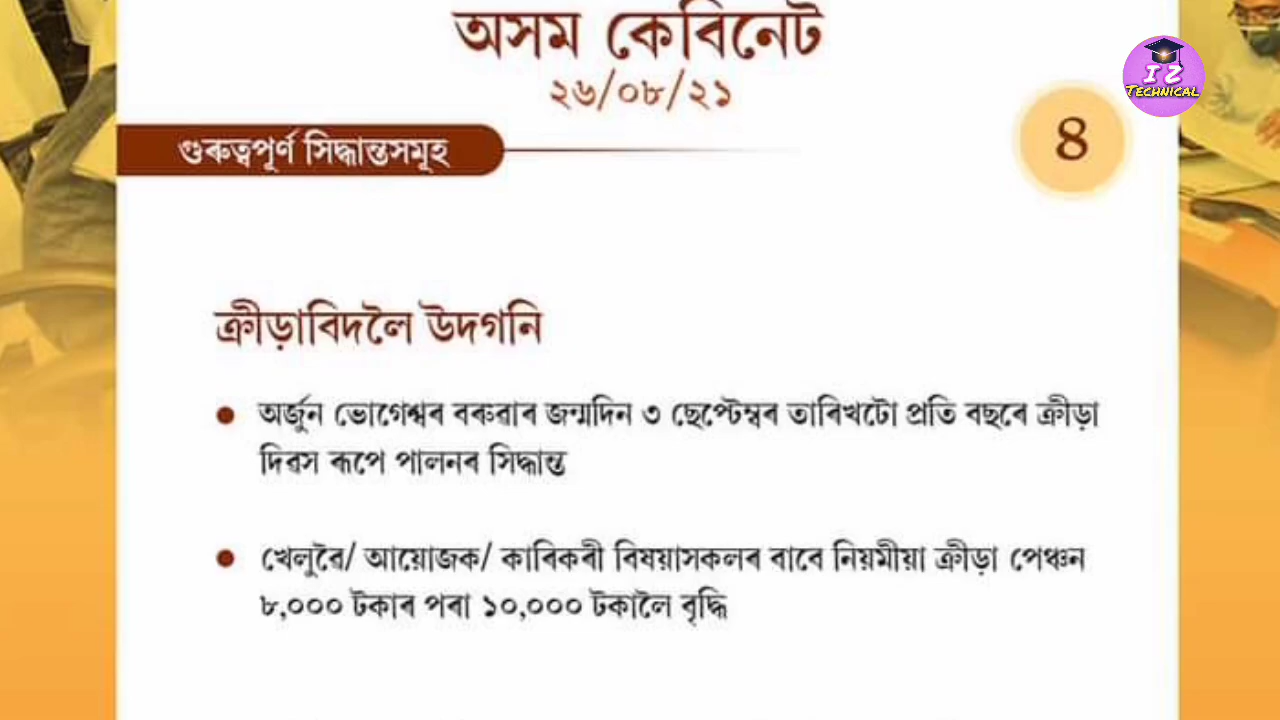 অসম কেবিনেট
২৬/০৮/২১
I Z
TECHNICAL
গুৰুত্বপূৰ্ণ সিদ্ধান্তসমূহ
৪
ক্ৰীড়াবিদলৈ উদগনি
• অৰ্জুন ভোগেশ্বৰ বৰুৱাৰ জন্মদিন ৩ ছেপ্টেম্বৰ তাৰিখটো প্ৰতি বছৰে ক্ৰীড়া
দিৱস ৰূপে পালনৰ সিদ্ধান্ত
• খেলুৱৈ/ আয়োজক/ কাৰিকৰী বিষয়াসকলৰ বাবে নিয়মীয়া ক্ৰীড়া পেঞ্চন
৮,০০০ টকাৰ পৰা ১০,০০০ টকালৈ বৃদ্ধি